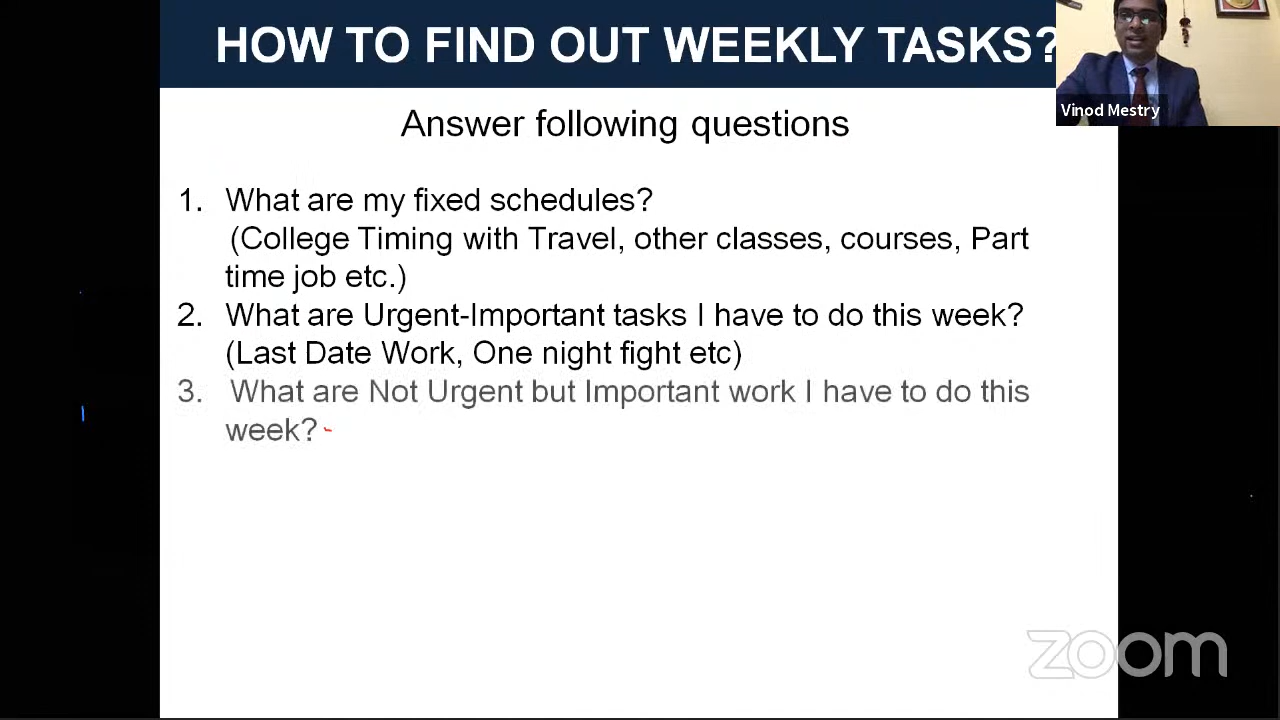 HOW TO FIND OUT WEEKLY TASKS?
Vinod Mestry
Answer following questions
1. What are my fixed schedules?
(College Timing with Travel, other classes, courses, Part
time job etc.)
2. What are Urgent-Important tasks I have to do this week?
(Last Date Work, One night fight etc)
3. What are Not Urgent but Important work I have to do this
week?
zoom